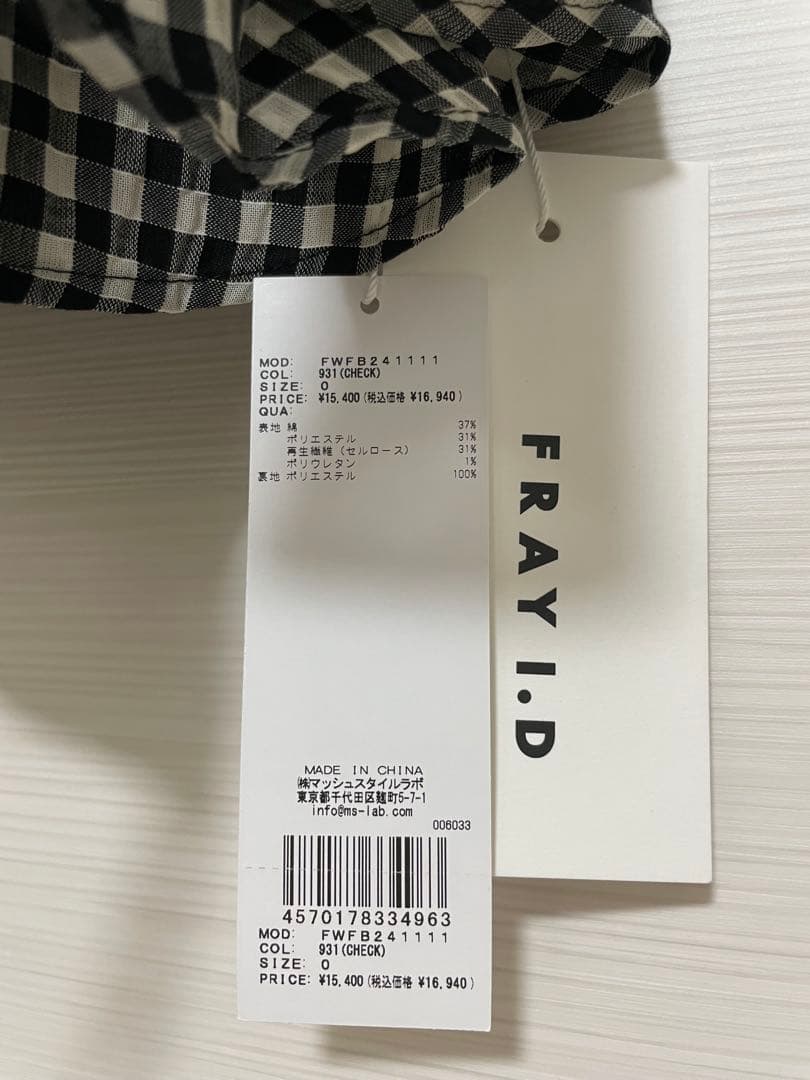 MOD: FWFB241111
COL: 931(CHECK)
SIZE: 0
PRICE: ¥15,400(税込価格 ¥16,940)
QUA:
表地 綿 37%
ポリエステル 31%
再生繊維(セルロース) 31%
ポリウレタン 1%
裏地 ポリエステル 100%
MADE IN CHINA
㈱マッシュスタイルラボ
東京都千代田区麹町5-7-1
info@ms-lab.com
006033
4570178334963
MOD: FWFB241111
COL: 931(CHECK)
SIZE: 0
PRICE: ¥15,400(税込価格 ¥16,940)
FRAY I.D